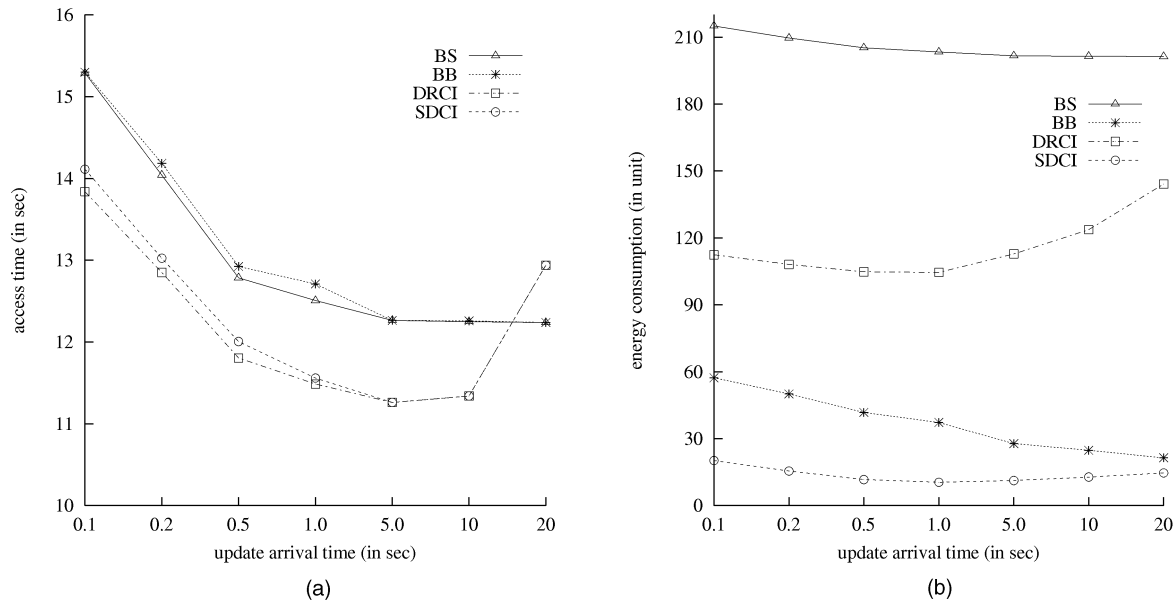 16
15
14
13
12
11
10
access time (in sec)
BS
BB
DRCI
SDCI
0.1 0.2 0.5 1.0 5.0 10 20
update arrival time (in sec)
(a)
210
180
150
120
90
60
30
0
energy consumption (in unit)
BS
BB
DRCI
SDCI
0.1 0.2 0.5 1.0 5.0 10 20
update arrival time (in sec)
(b)